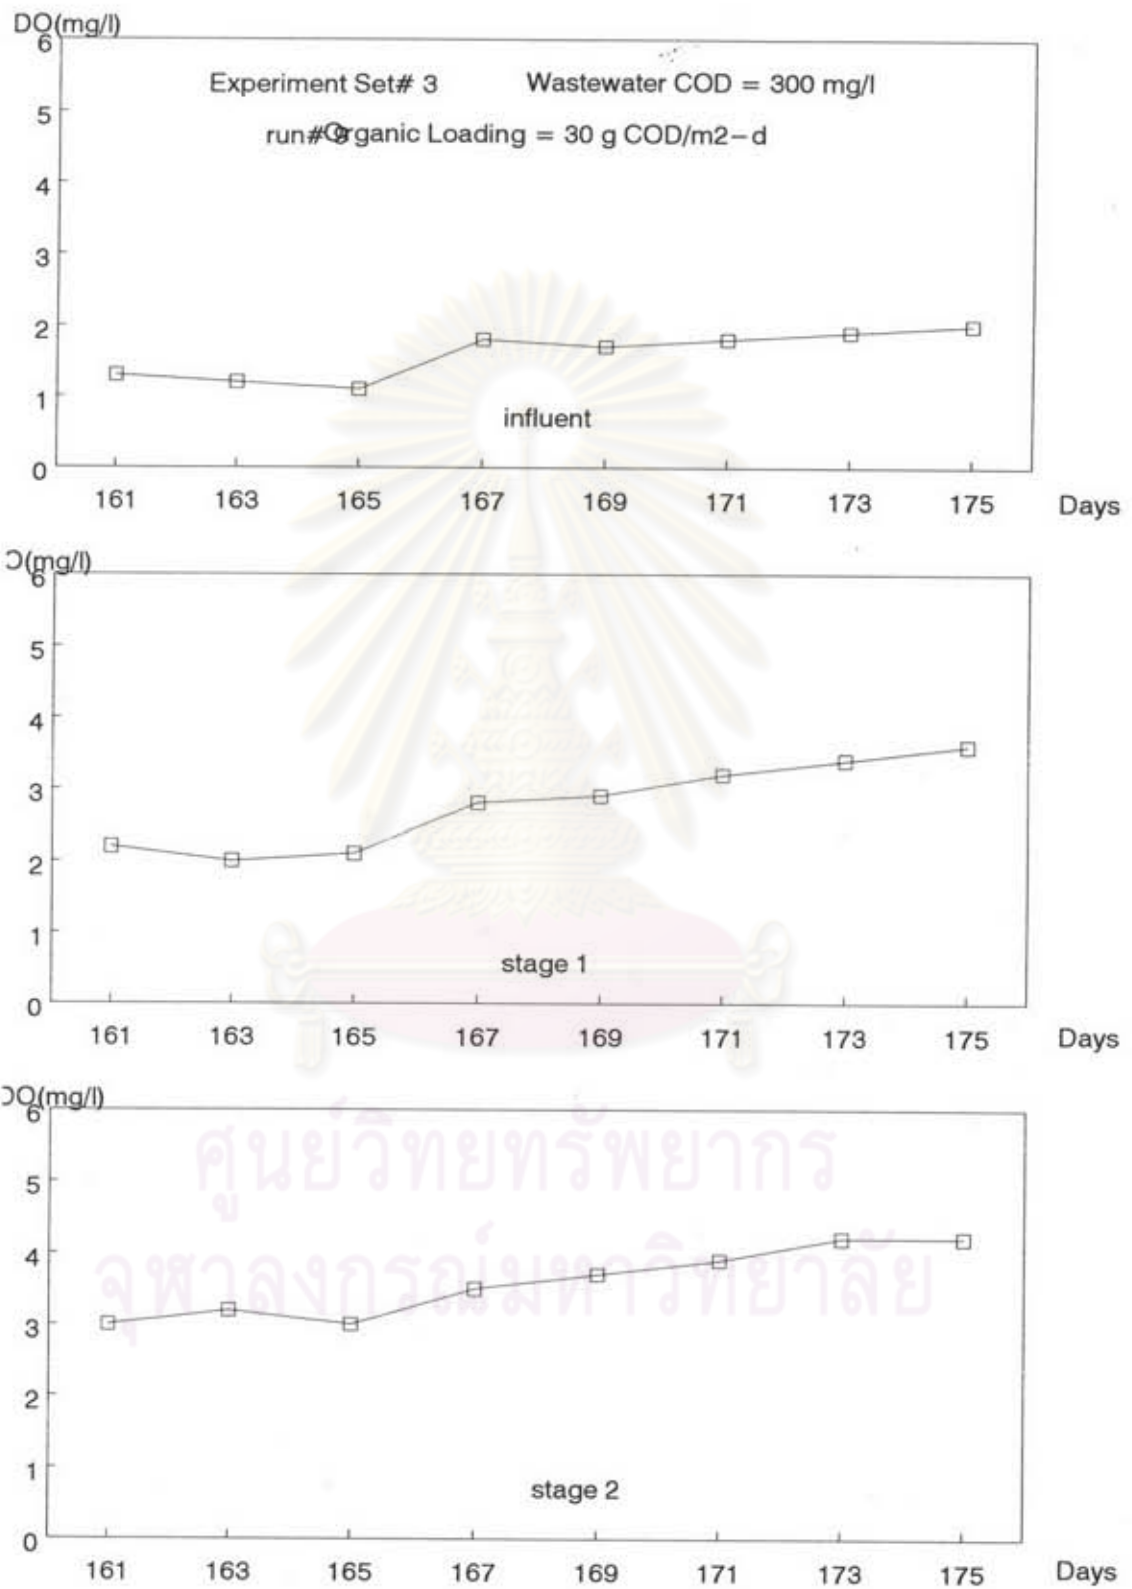 DO(mg/l)
6
Experiment Set# 3 Wastewater COD = 300 mg/l
5
run# Organic Loading = 30 g COD/m2-d
4
3
2
1
influent
0
161 163 165 167 169 171 173 175 Days
O(mg/l)
6
5
4
3
2
1
stage 1
0
161 163 165 167 169 171 173 175 Days
DO(mg/l)
6
ศูนย์วิทยทรัพยากร
5
4
จุฬาลงกรณ์มหาวิทยาลัย
3
2
1
stage 2
0
161 163 165 167 169 171 173 175 Days